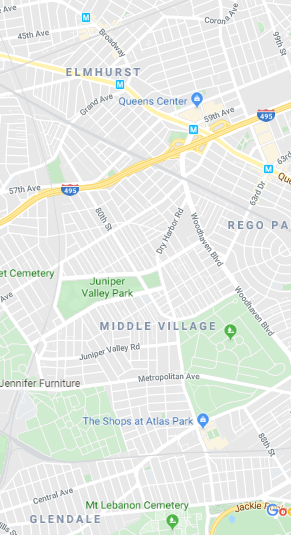 45th Ave
Corona Ave
M
Broadway
99th St
ELMHURST
M
Grand Ave
Queens Center
59th Ave
495
M
M
63rd
57th Ave
495
63rd Dr
80th St
Dry Harbor Rd
Woodhaven Blvd
REGO PA
et Cemetery
Juniper
Valley Park
Ave
Woodhaven Blvd
MIDDLE VILLAGE
Juniper Valley Rd
Metropolitan Ave
Jennifer Furniture
The Shops at Atlas Park
88th St
Central Ave
Mt Lebanon Cemetery
Jackie
GLENDALE